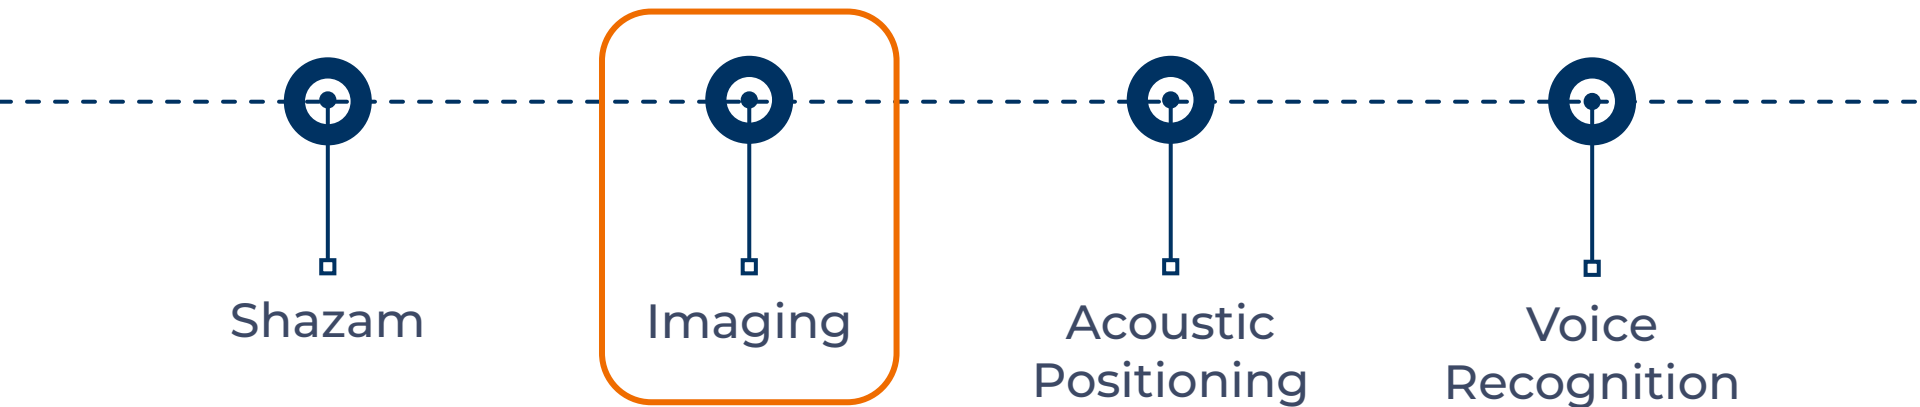 Shazam
Imaging
Acoustic
Positioning
Voice
Recognition